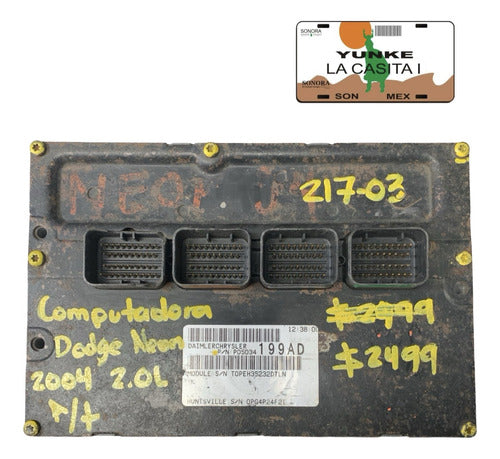 SONORA
YUNKE
LA CASITA I
SONORA
SON MEX
NEON
217-03
Computadora
Dodge Neon
2004 2.0L
A/t
$2999
$2499
12:38:0
DAIMLERCHRYSLER
P/N P05034 199AD
MODULE S/N TOPEH35232D7LN
HUNTSVILLE S/N